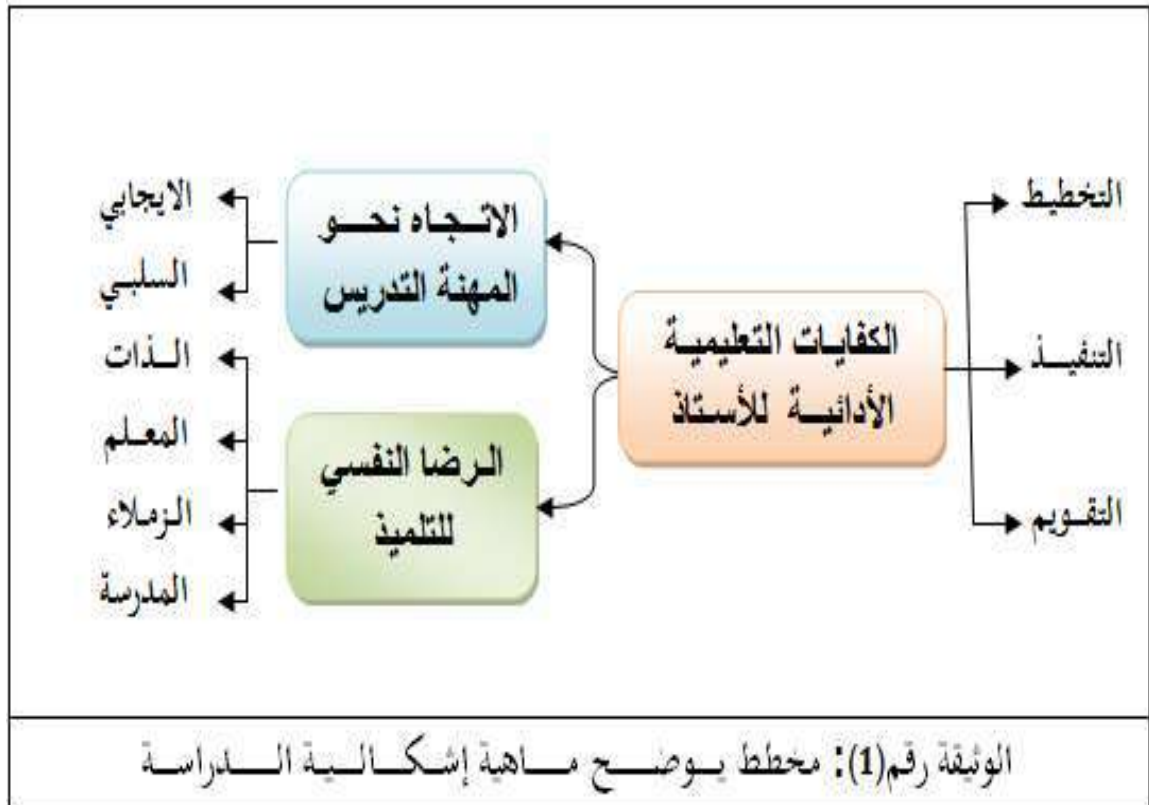 التخطيط
التنفيذ
التقويم
الكفايات التعليمية
الأدائية للأستاذ
الاتجاه نحو
المهنة التدريس
الايجابي
السلبي
الرضا النفسي
للتلميذ
الذات
المعلم
الزملاء
المدرسة
الوثيقة رقم(1): مخطط يوضح ماهية إشكالية الدراسة